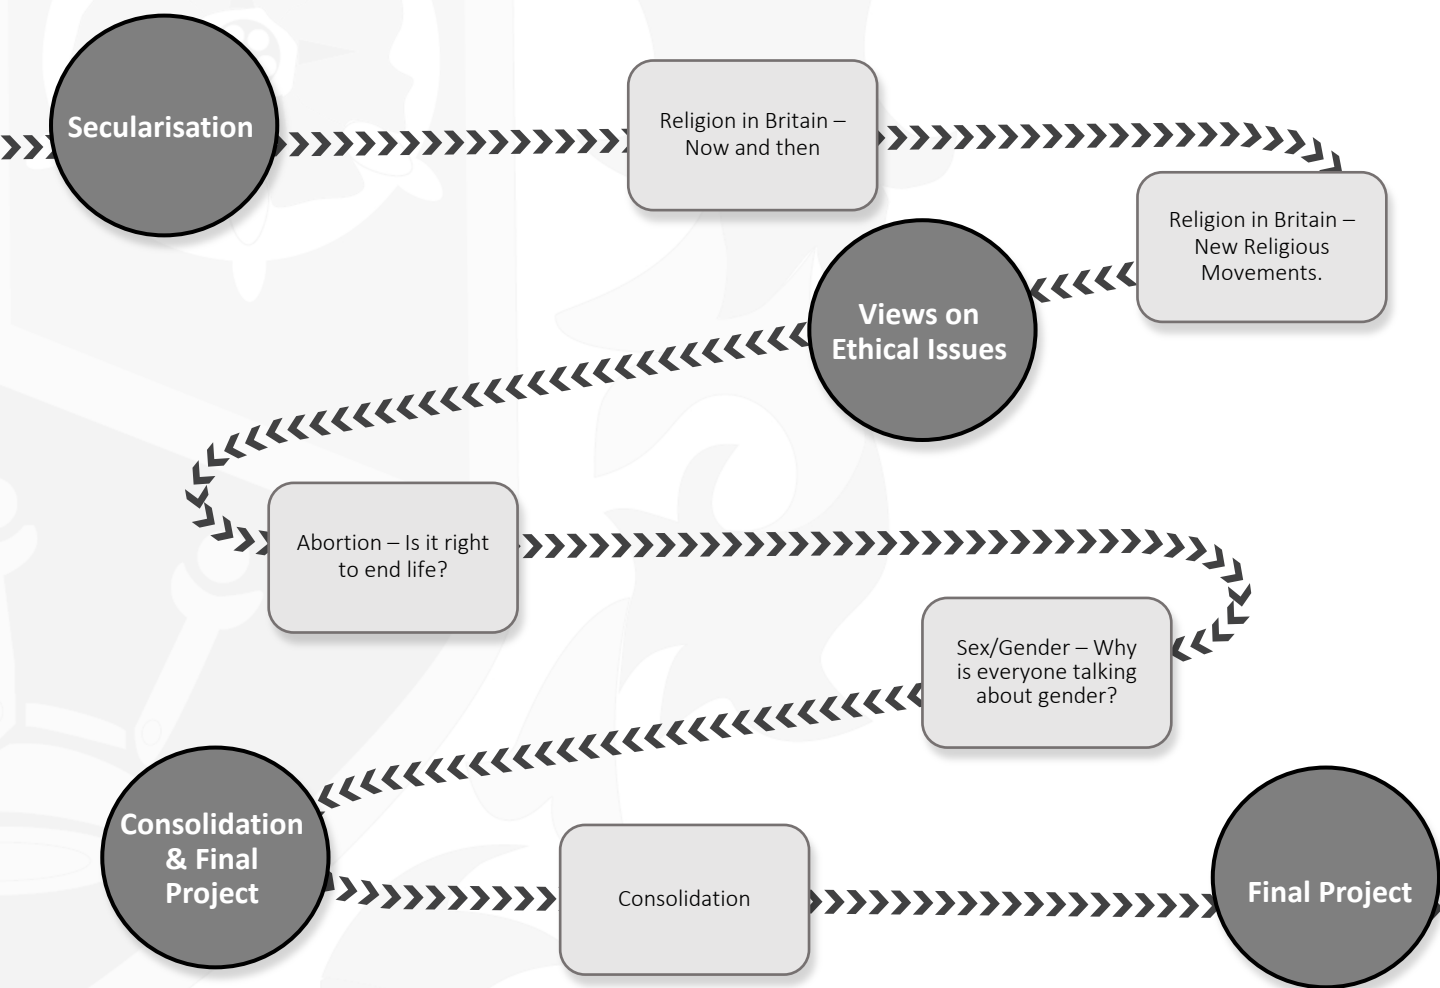 Secularisation
Religion in Britain –
Now and then
Religion in Britain –
New Religious
Movements.
Views on
Ethical Issues
Abortion – Is it right
to end life?
Sex/Gender – Why
is everyone talking
about gender?
Consolidation
& Final
Project
Consolidation
Final Project